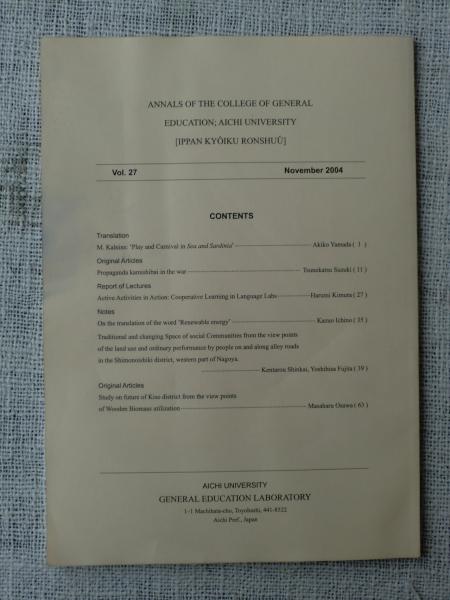 ANNALS OF THE COLLEGE OF GENERAL
EDUCATION; AICHI UNIVERSITY
[IPPAN KYÔIKU RONSHUÛ]
Vol. 27 November 2004
CONTENTS
Translation
M. Kalnins: 'Play and Carnival in Sea and Sardinia' Akiko Yamada ( 1 )
Original Articles
Propaganda kamishibai in the war Tsunekatsu Suzuki ( 11 )
Report of Lectures
Active Activities in Action: Cooperative Learning in Language Labs Harumi Kimura ( 27 )
Notes
On the translation of the word "Renewable energy" Kazuo Ichino ( 35 )
Traditional and changing Space of social Communities from the view points
of the land use and ordinary performance by people on and along alley roads
in the Shimonoishiki district, western part of Nagoya.
Kentarou Shinkai, Yoshihisa Fujita ( 39 )
Original Articles
Study on future of Kiso district from the view points
of Wooden Biomass utilization Masaharu Osawa ( 63 )
AICHI UNIVERSITY
GENERAL EDUCATION LABORATORY
1-1 Machihata-cho, Toyohashi, 441-8522
Aichi Pref., Japan